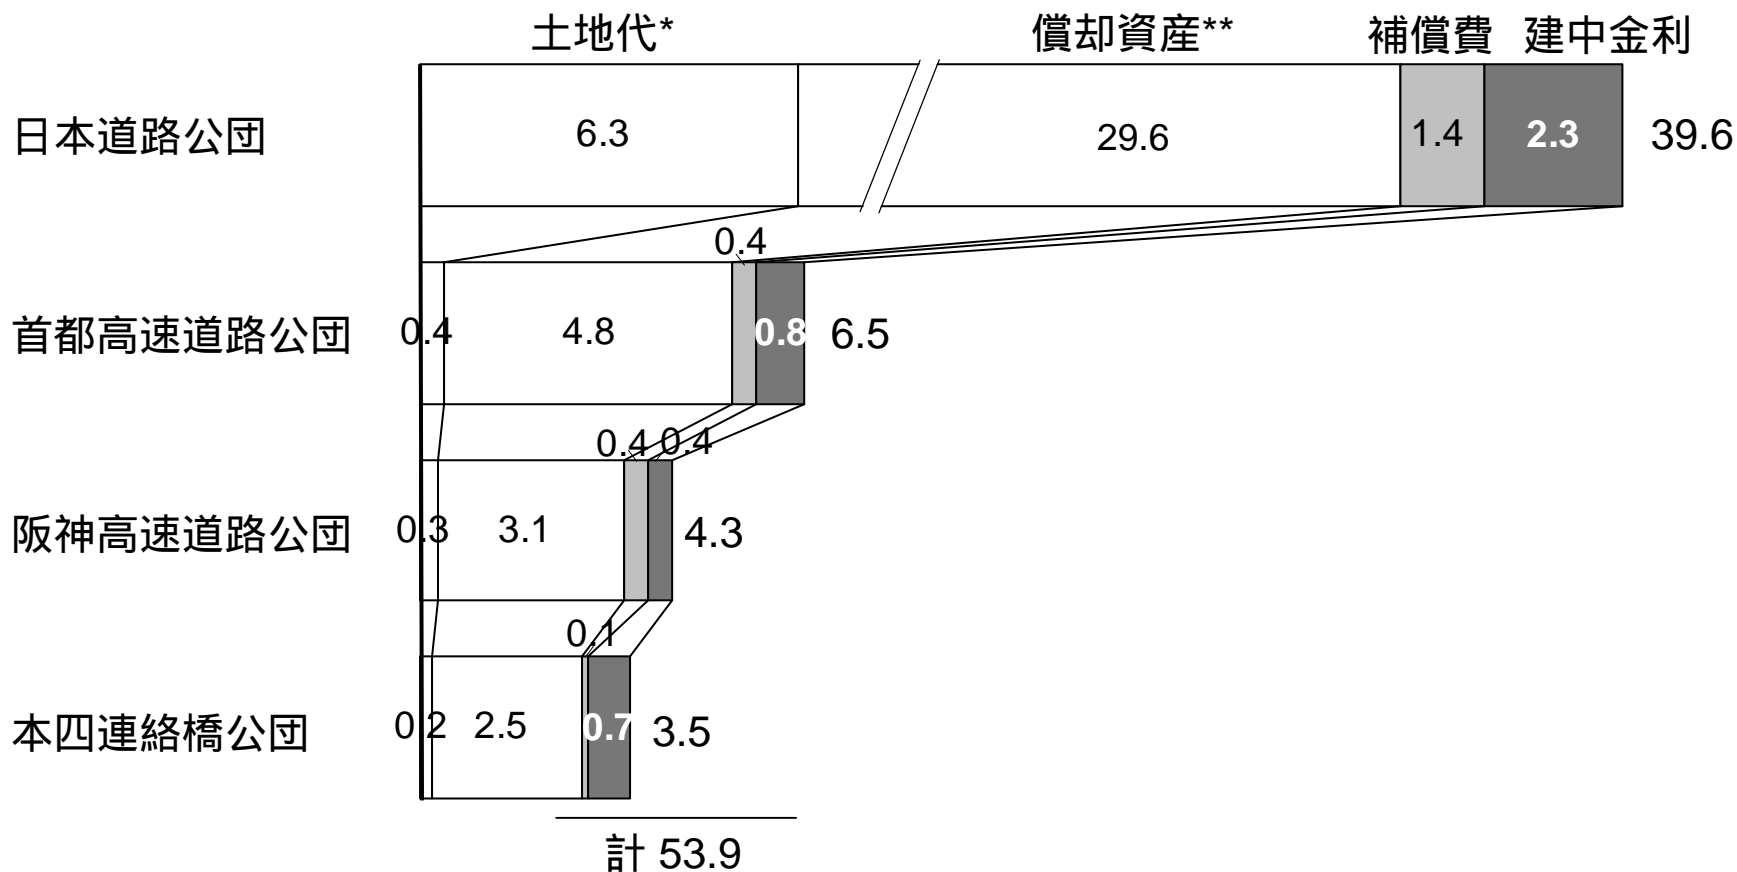 土地代* 償却資産** 補償費 建中金利
日本道路公団 6.3 29.6 1.4 2.3 39.6
0.4
首都高速道路公団 0.4 4.8 0.8 6.5
0.4 0.4
阪神高速道路公団 0.3 3.1 4.3
0.1
本四連絡橋公団 0.2 2.5 0.7 3.5
計 53.9